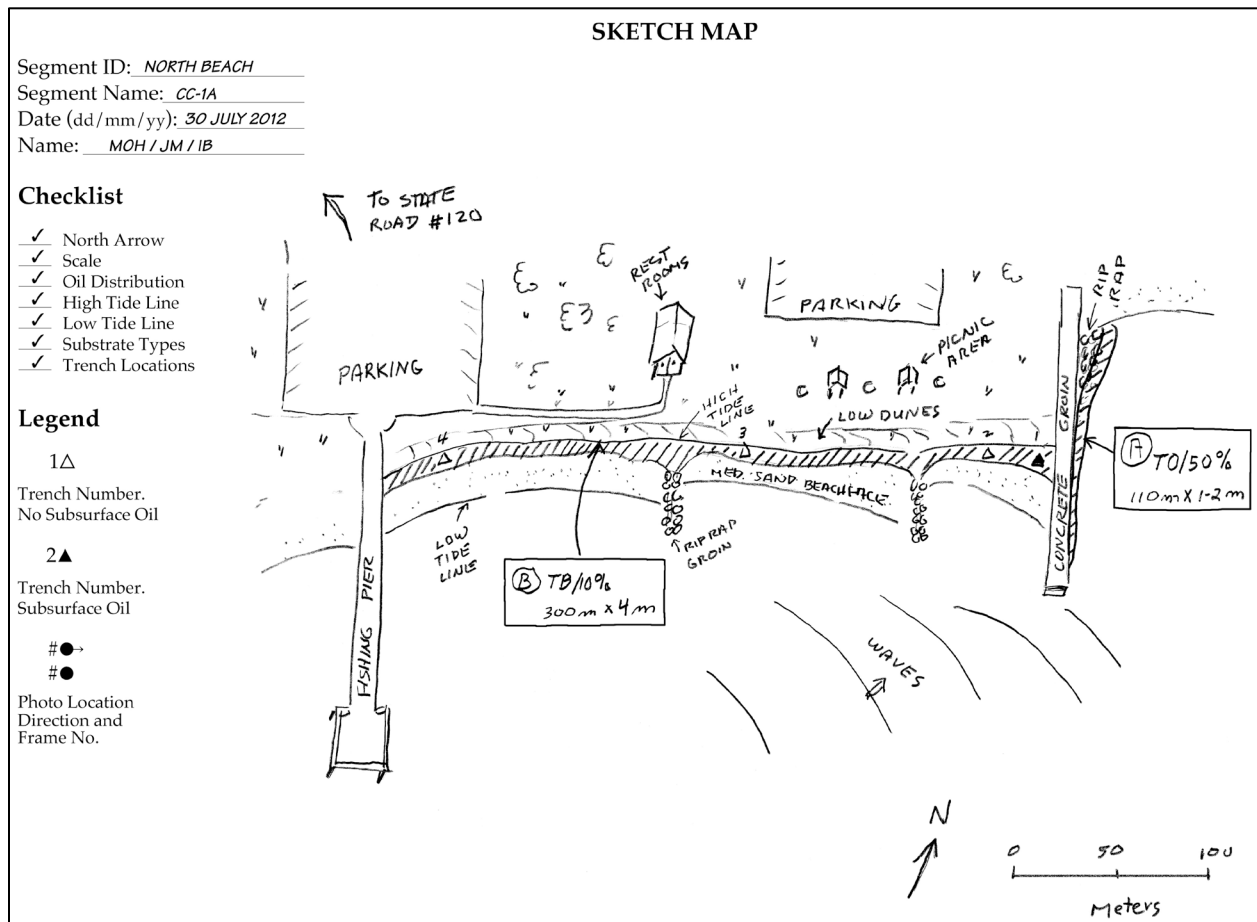 SKETCH MAP
Segment ID: NORTH BEACH
Segment Name: CC-1A
Date (dd/mm/yy): 30 JULY 2012
Name: MOH / JM / IB
Checklist
✓ North Arrow
✓ Scale
✓ Oil Distribution
✓ High Tide Line
✓ Low Tide Line
✓ Substrate Types
✓ Trench Locations
Legend
1△
Trench Number.
No Subsurface Oil
2▲
Trench Number.
Subsurface Oil
#●→
#●
Photo Location
Direction and
Frame No.
TO STATE
ROAD #120
REST
ROOMS
PARKING
PARKING
PICNIC
AREA
RIP
RAP
HIGH
TIDE
LINE
LOW DUNES
4
3
2
1
MED. SAND BEACHFACE
CONCRETE GROIN
Ⓐ TO/50%
110m X 1-2 m
LOW
TIDE
LINE
RIPRAP
GROIN
Ⓑ TB/10%
300m x 4 m
FISHING PIER
WAVES
N
0 50 100
Meters